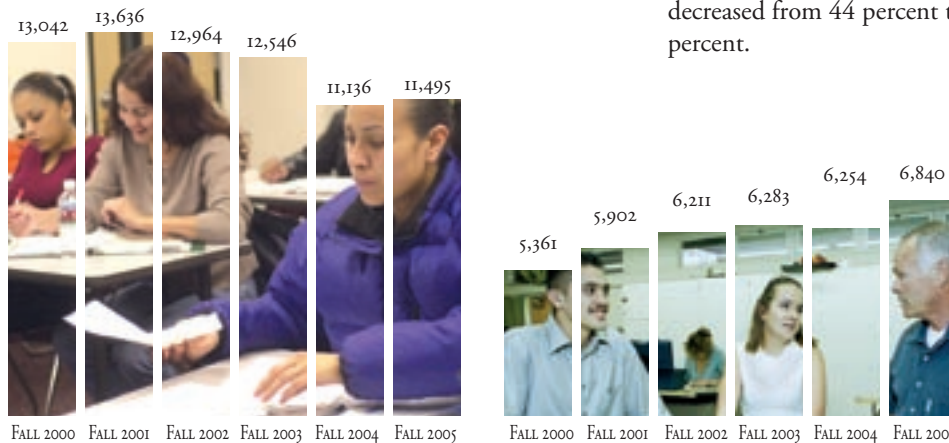 decreased from 44 percent
percent.
13,042 13,636 12,964 12,546 11,136 11,495
5,361 5,902 6,211 6,283 6,254 6,840
FALL 2000 FALL 2001 FALL 2002 FALL 2003 FALL 2004 FALL 2005
FALL 2000 FALL 2001 FALL 2002 FALL 2003 FALL 2004 FALL